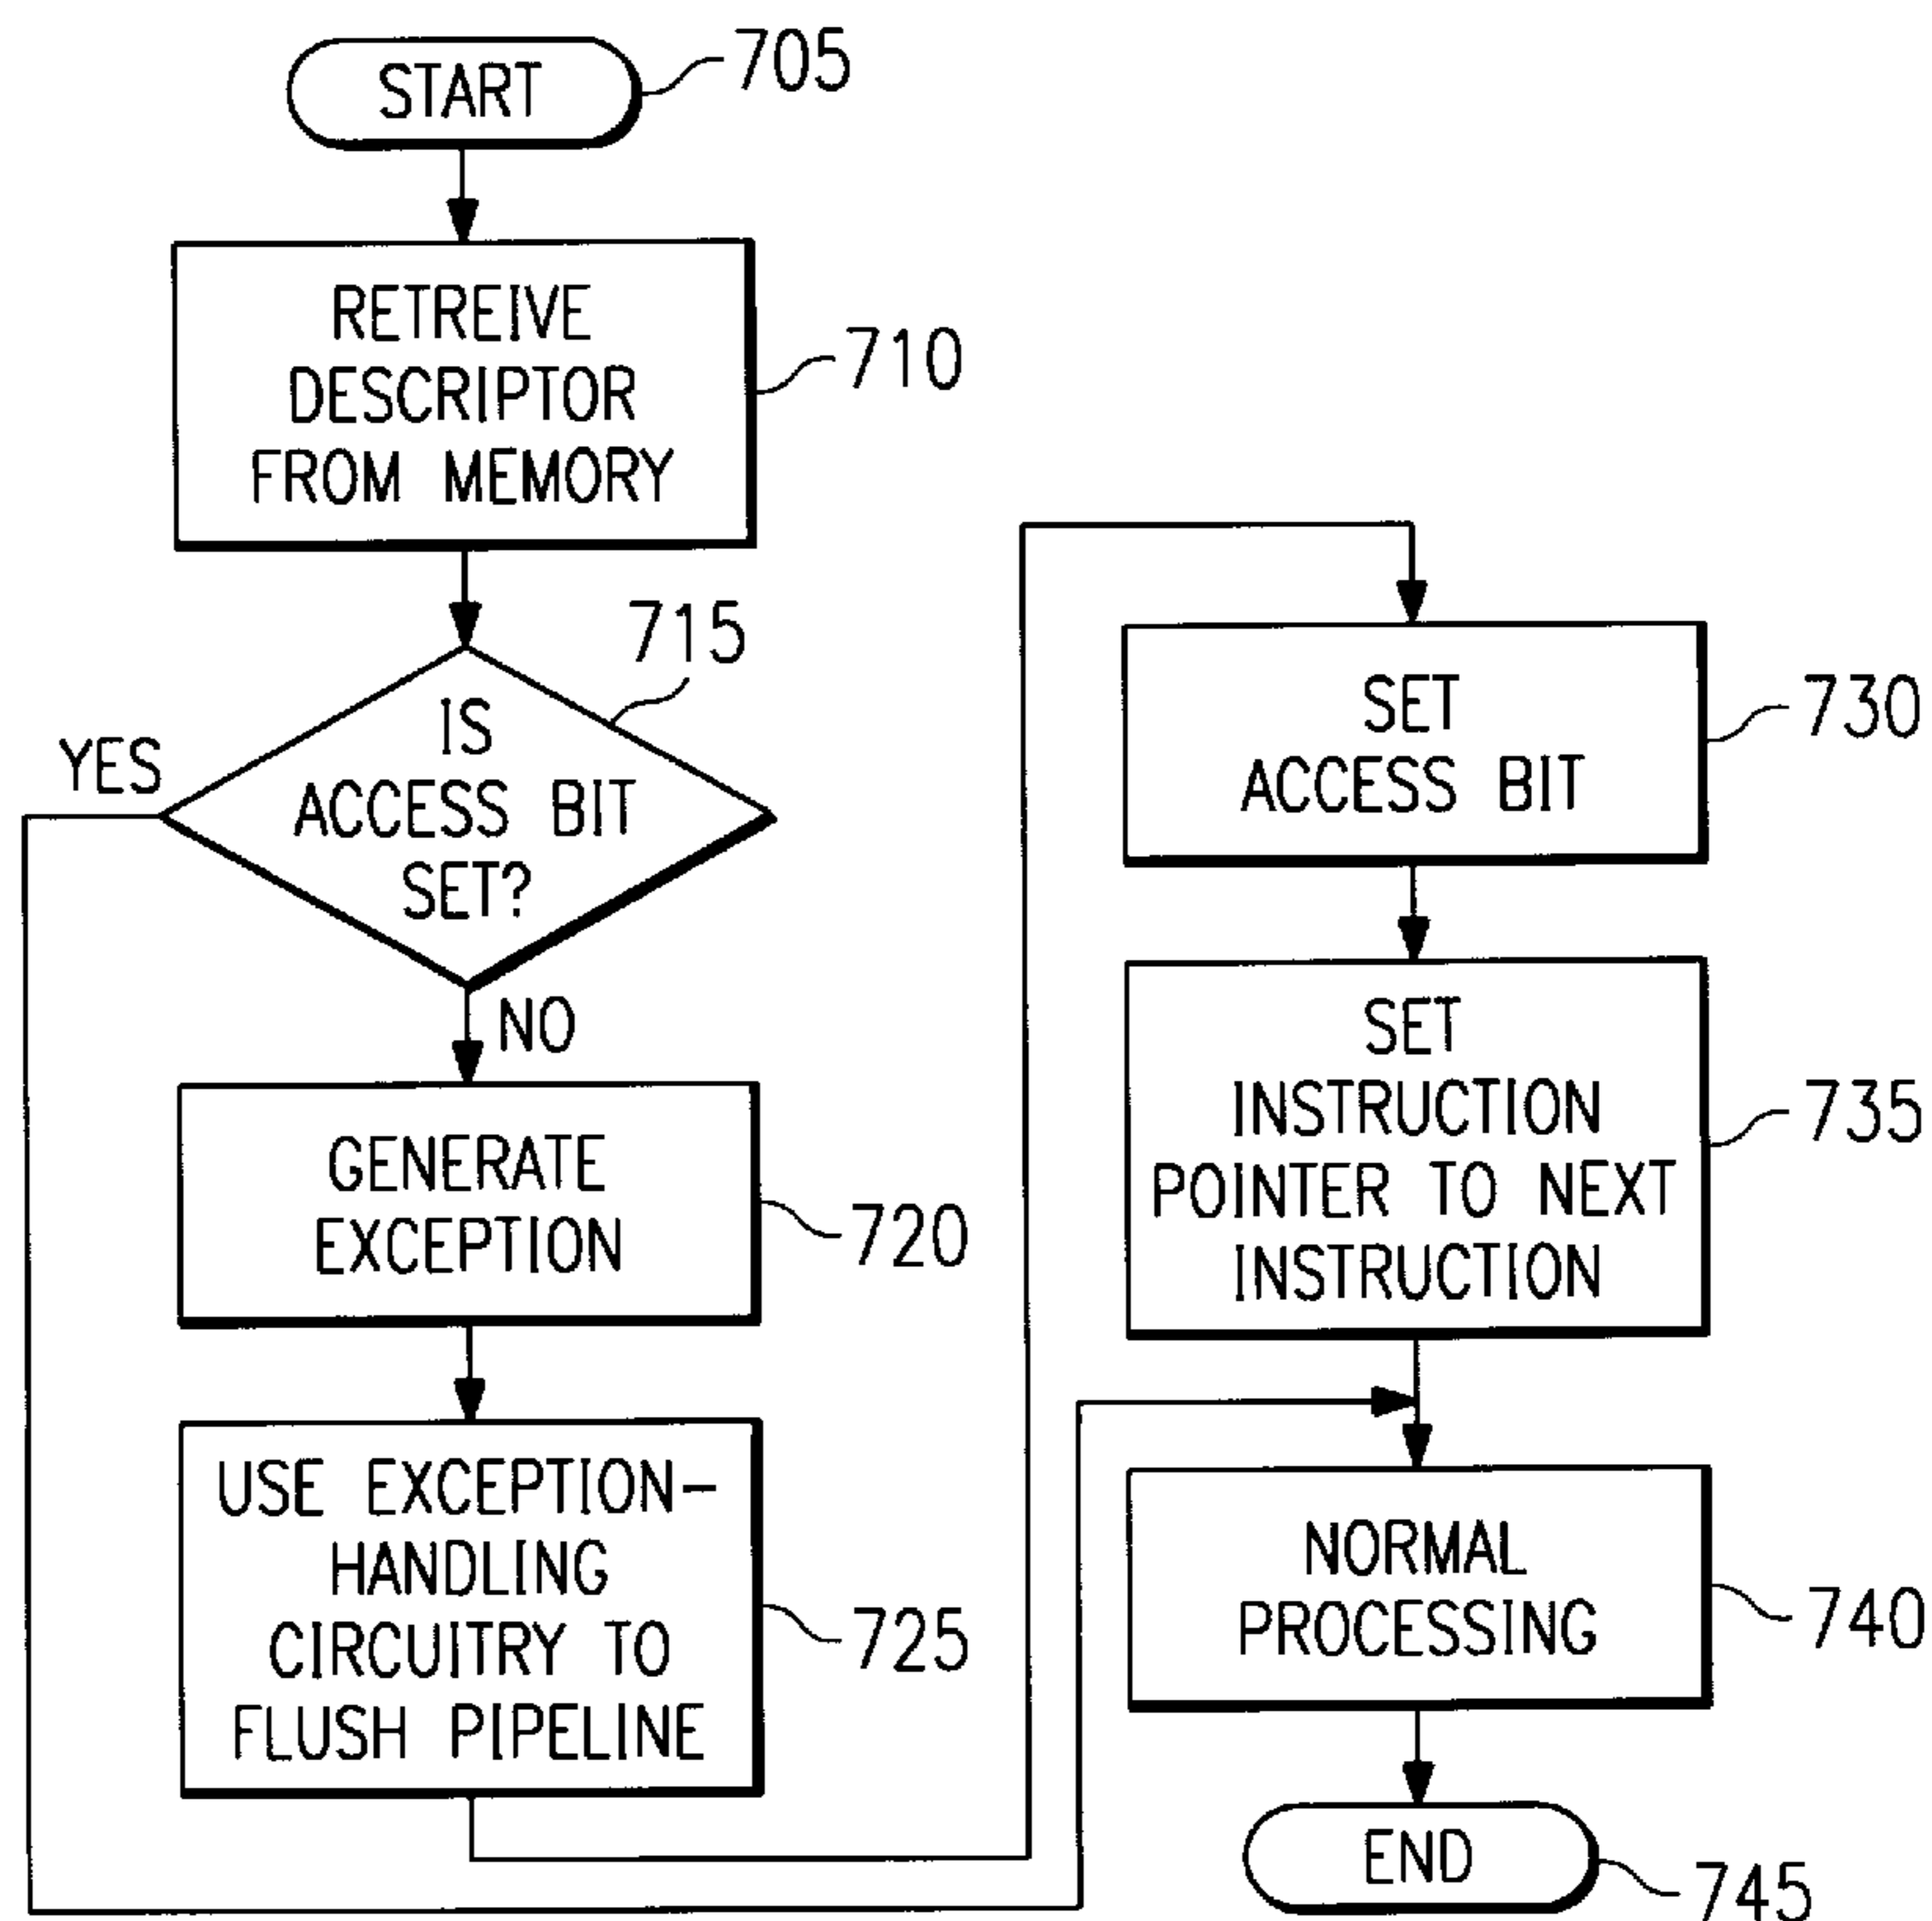 START
705
RETREIVE
DESCRIPTOR
FROM MEMORY
710
715
IS
ACCESS BIT
SET?
YES
NO
GENERATE
EXCEPTION
720
USE EXCEPTION-
HANDLING
CIRCUITRY TO
FLUSH PIPELINE
725
SET
ACCESS BIT
730
SET
INSTRUCTION
POINTER TO NEXT
INSTRUCTION
735
NORMAL
PROCESSING
740
END
745